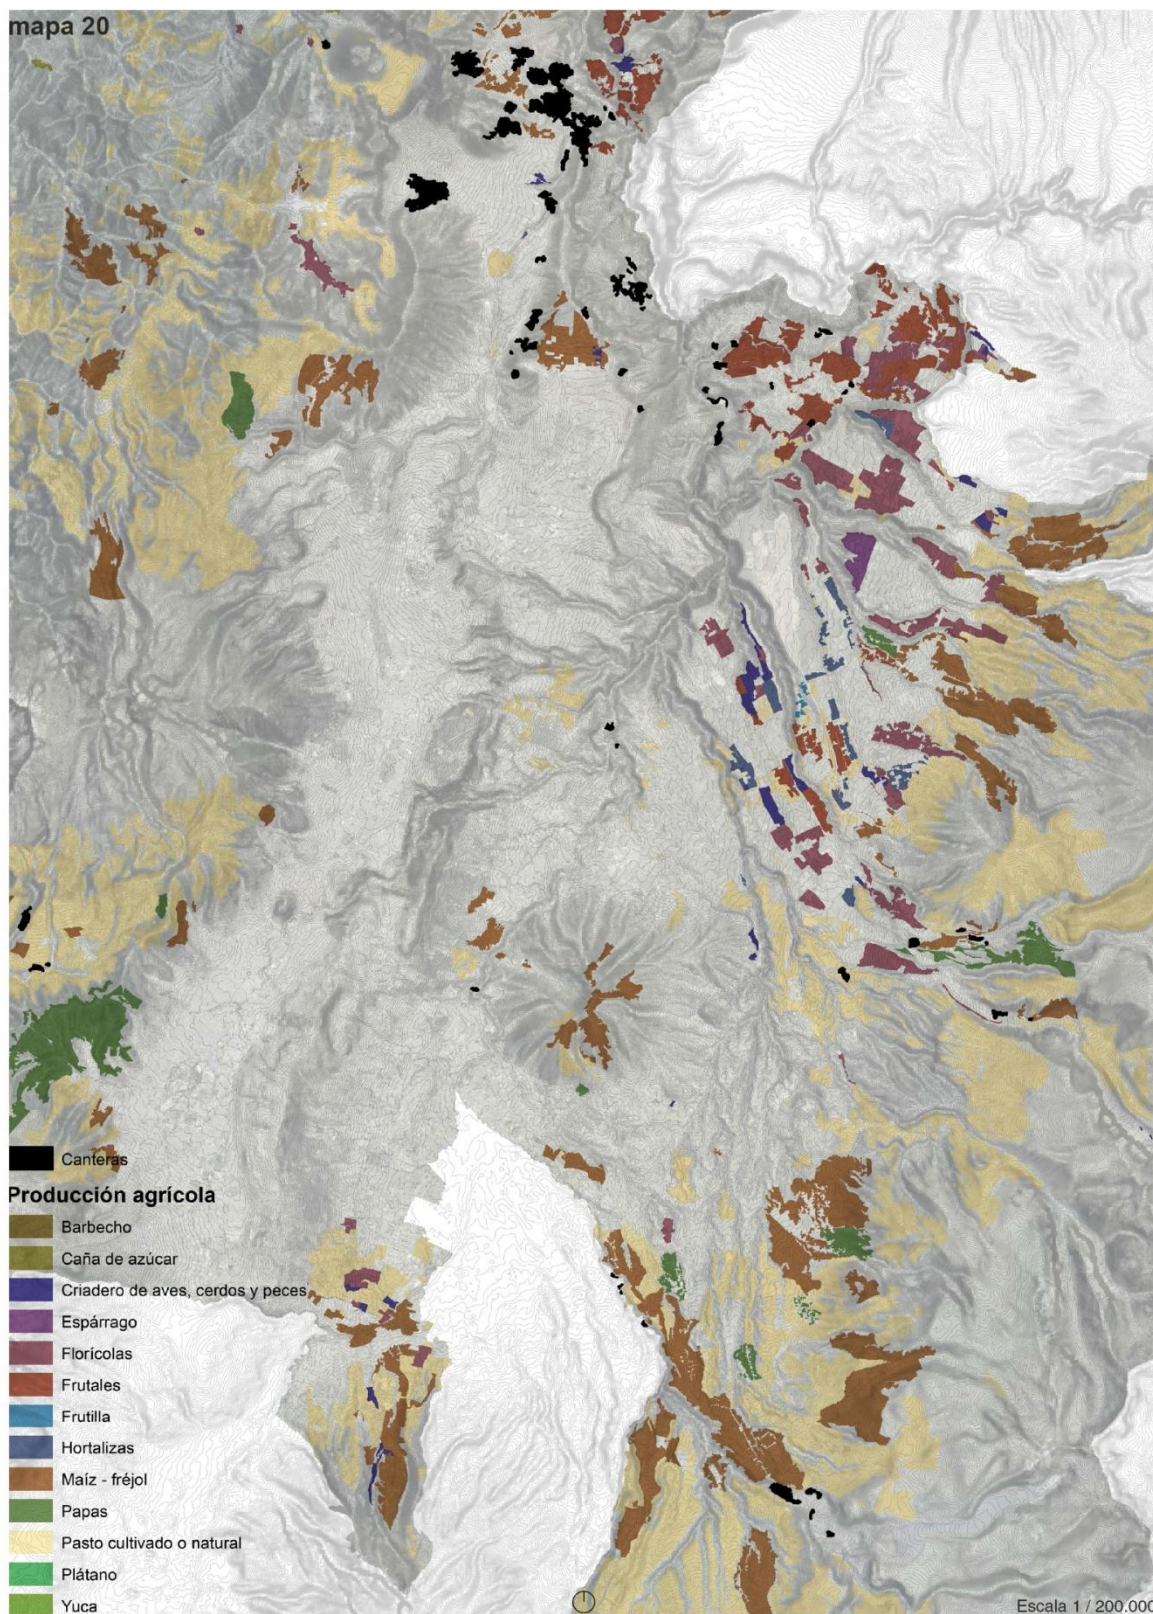 mapa 20
Canteras
Producción agrícola
Barbecho
Caña de azúcar
Criadero de aves, cerdos y peces
Espárrago
Florícolas
Frutales
Frutilla
Hortalizas
Maíz - fréjol
Papas
Pasto cultivado o natural
Plátano
Yuca
Escala 1 / 200.000